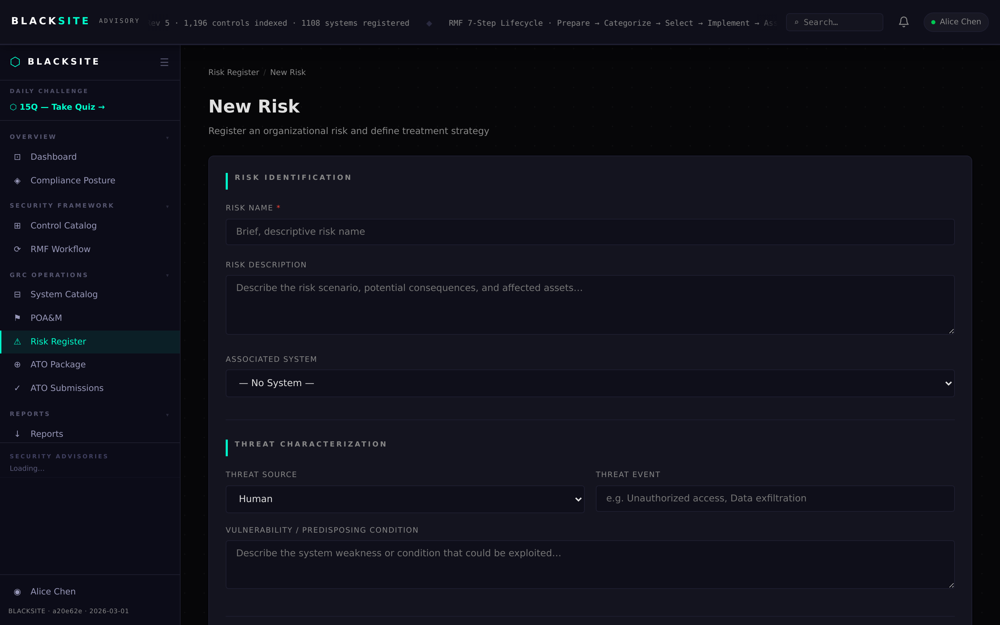 BLACKSITE ADVISORY
5 · 1,196 controls indexed · 1108 systems registered ◆ RMF 7-Step Lifecycle · Prepare → Categorize → Select → Implement →
Search…
Alice Chen
BLACKSITE
DAILY CHALLENGE
15Q — Take Quiz →
OVERVIEW
Dashboard
Compliance Posture
SECURITY FRAMEWORK
Control Catalog
RMF Workflow
GRC OPERATIONS
System Catalog
POA&M
Risk Register
ATO Package
ATO Submissions
REPORTS
Reports
SECURITY ADVISORIES
Loading…
Alice Chen
BLACKSITE · a20e62e · 2026-03-01
Risk Register / New Risk
New Risk
Register an organizational risk and define treatment strategy
RISK IDENTIFICATION
RISK NAME *
Brief, descriptive risk name
RISK DESCRIPTION
Describe the risk scenario, potential consequences, and affected assets…
ASSOCIATED SYSTEM
— No System —
THREAT CHARACTERIZATION
THREAT SOURCE
Human
THREAT EVENT
e.g. Unauthorized access, Data exfiltration
VULNERABILITY / PREDISPOSING CONDITION
Describe the system weakness or condition that could be exploited…